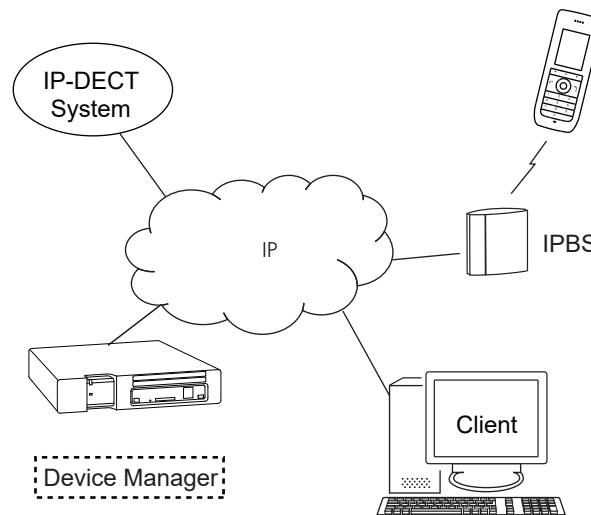 IP-DECT
System
IP
IPBS
Client
Device Manager